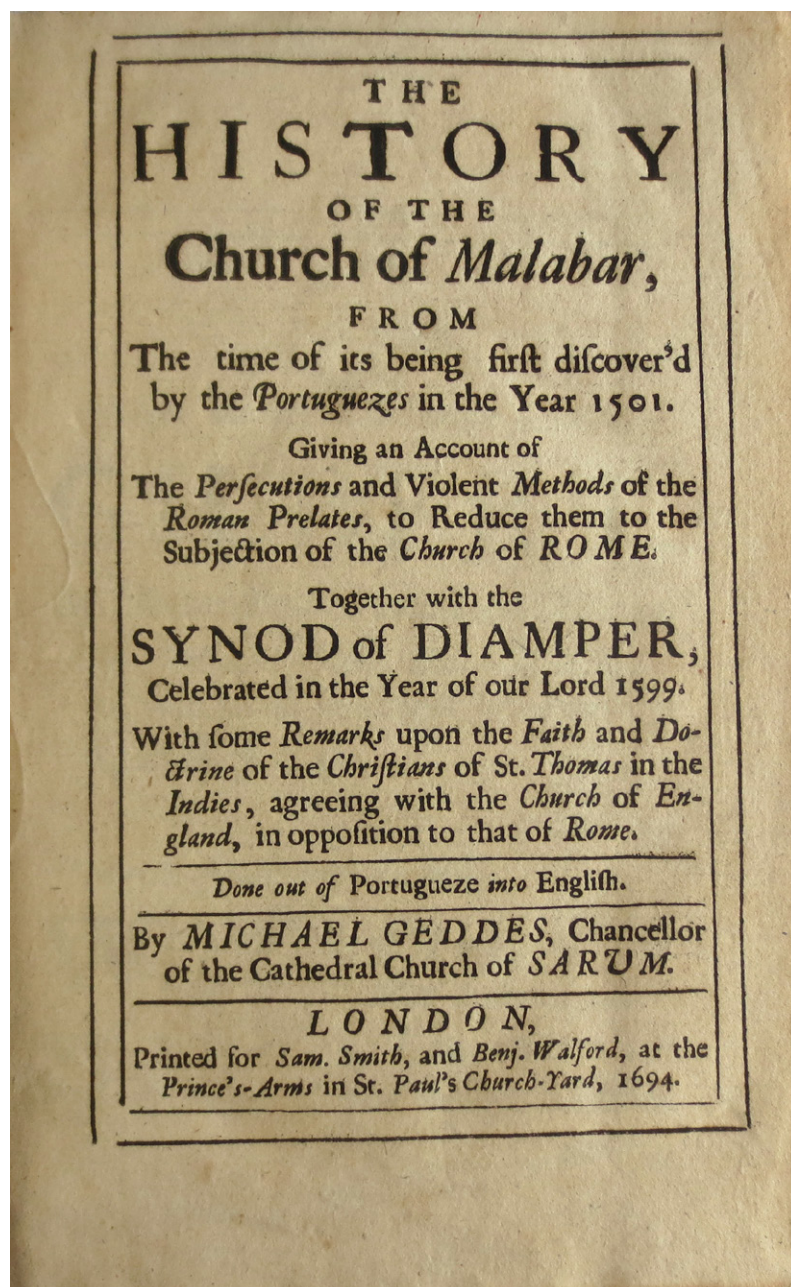 THE
HISTORY
OF THE
Church of Malabar,
FROM
The time of its being firſt diſcover'd
by the Portuguezes in the Year 1501.
Giving an Account of
The Perſecutions and Violent Methods of the
Roman Prelates, to Reduce them to the
Subjection of the Church of ROME.
Together with the
SYNOD of DIAMPER,
Celebrated in the Year of our Lord 1599.
With ſome Remarks upon the Faith and Do-
ctrine of the Chriſtians of St. Thomas in the
Indies, agreeing with the Church of En-
gland, in oppoſition to that of Rome.
Done out of Portugueze into Engliſh.
By MICHAEL GEDDES, Chancellor
of the Cathedral Church of SARUM.
LONDON,
Printed for Sam. Smith, and Benj. Walford, at the
Prince's-Arms in St. Paul's Church-Yard, 1694.